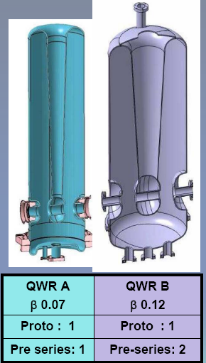 QWR A
β 0.07
QWR B
β 0.12
Proto : 1
Proto : 1
Pre series: 1
Pre-series: 2